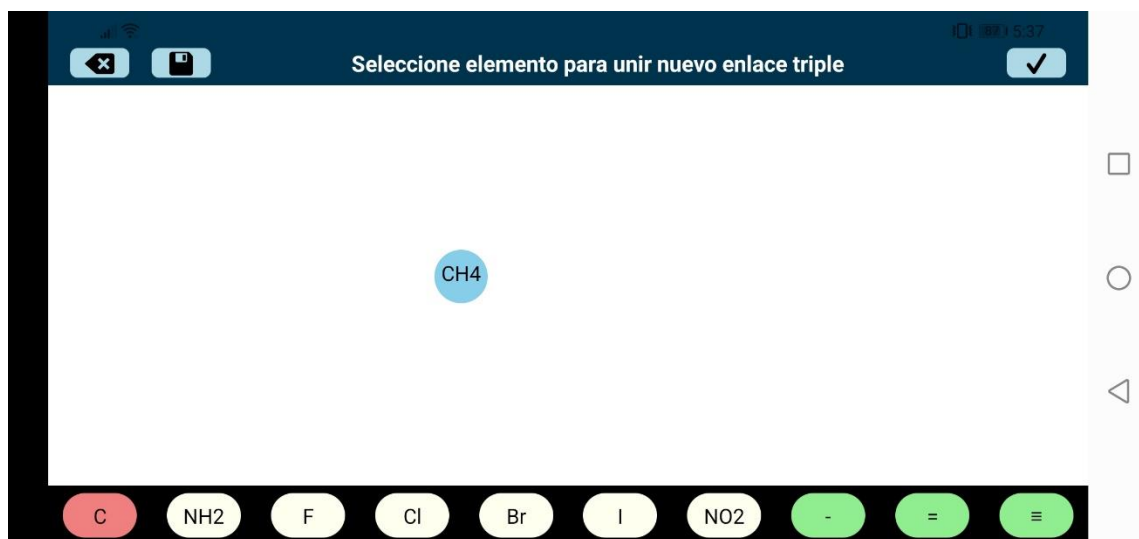 5:37
Seleccione elemento para unir nuevo enlace triple
CH4
C NH2 F Cl Br I NO2 - = ≡